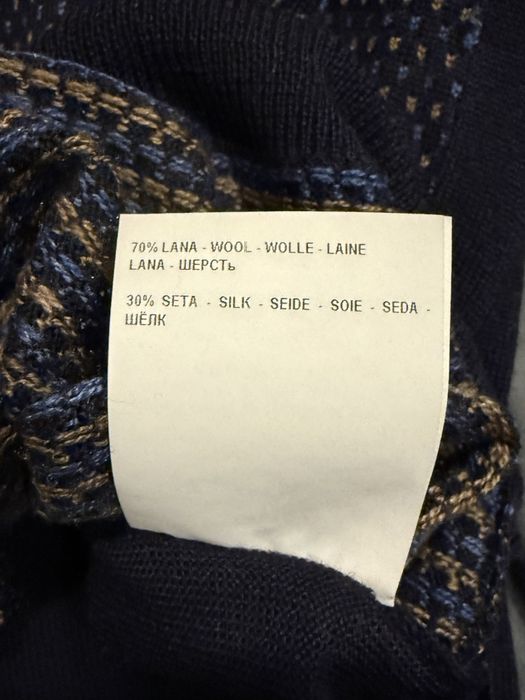 70% LANA - WOOL - WOLLE - LAINE
LANA - ШЕРСТЬ
30% SETA - SILK - SEIDE - SOIE - SEDA -
ШЁЛК